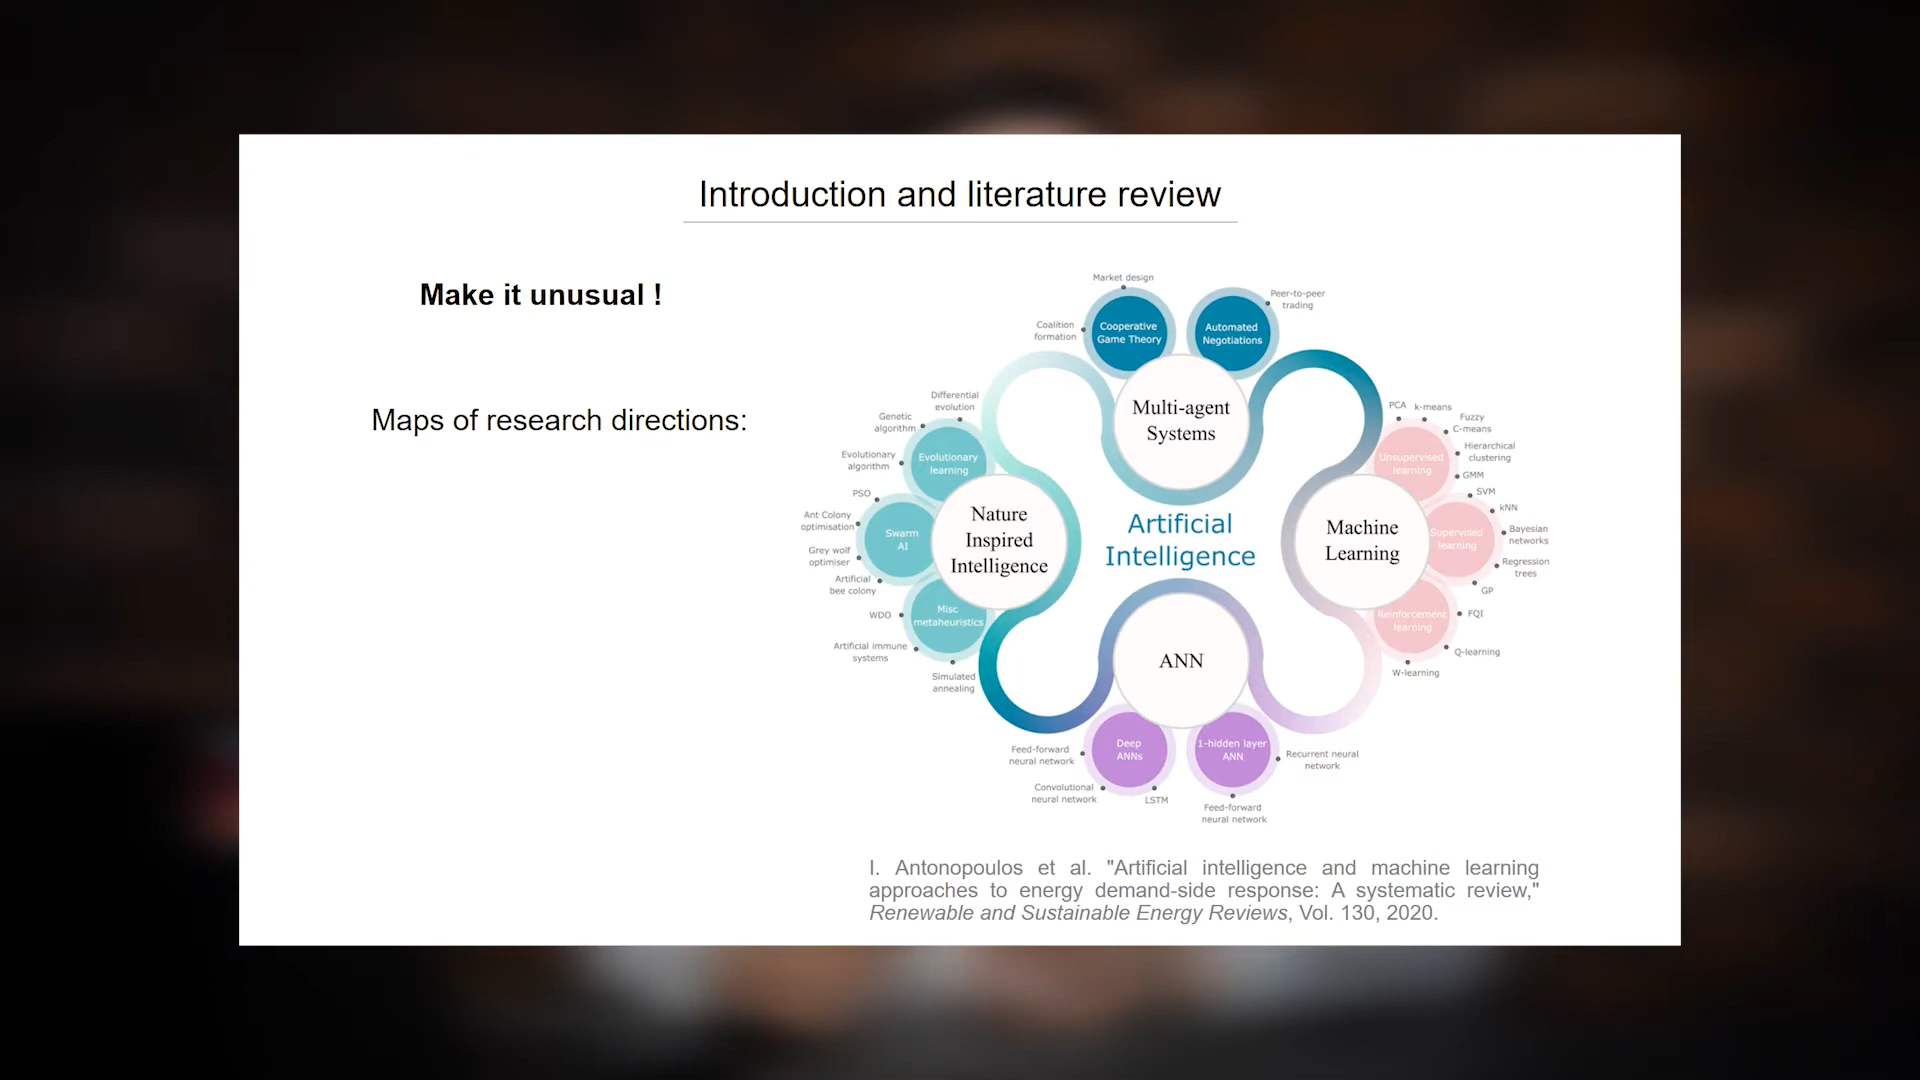 Introduction and literature review
Make it unusual !
Maps of research directions:
Market design
Peer-to-peer
trading
Coalition
formation
Cooperative
Game Theory
Automated
Negotiations
Multi-agent
Systems
Differential
evolution
Genetic
algorithm
Evolutionary
algorithm
Evolutionary
learning
PSO
Ant Colony
optimisation
Grey wolf
optimiser
Artificial
bee colony
Swarm
AI
WDO
Artificial immune
systems
Simulated
annealing
Misc
metaheuristics
Nature
Inspired
Intelligence
Artificial
Intelligence
Machine
Learning
PCA
k-means
Fuzzy
C-means
Hierarchical
clustering
GMM
Unsupervised
learning
SVM
kNN
Bayesian
networks
Regression
trees
GP
Supervised
learning
FQI
Q-learning
W-learning
Reinforcement
learning
ANN
Deep
ANNs
1-hidden layer
ANN
Feed-forward
neural network
Convolutional
neural network
LSTM
Recurrent neural
network
Feed-forward
neural network
I. Antonopoulos et al. "Artificial intelligence and machine learning
approaches to energy demand-side response: A systematic review,"
Renewable and Sustainable Energy Reviews, Vol. 130, 2020.